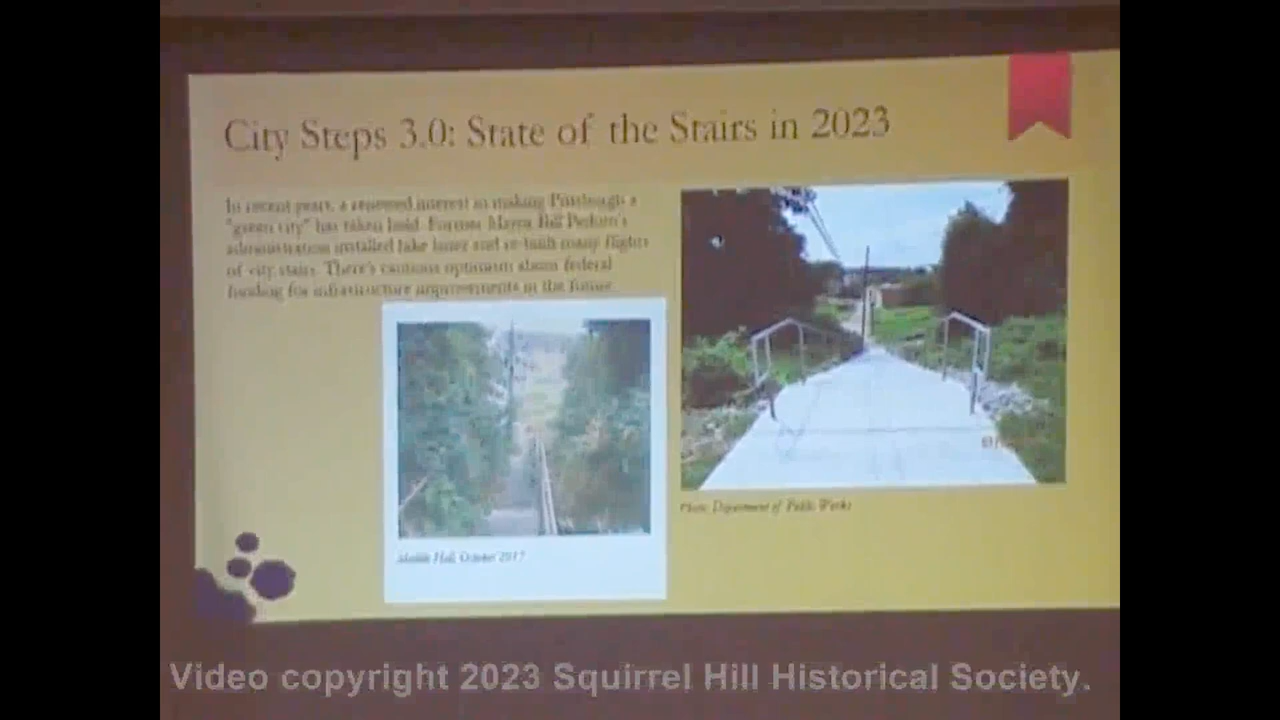 City Steps 3.0: State of the Stairs in 2023
In recent years, a renewed interest in making Pittsburgh a
"green city" has taken hold. Former Mayor Bill Peduto's
administration installed bike lanes and re-built many flights
of city stairs. There's cautious optimism about federal
funding for infrastructure improvements in the future.
Photo: Department of Public Works
Hill, October 2017
Video copyright 2023 Squirrel Hill Historical Society.